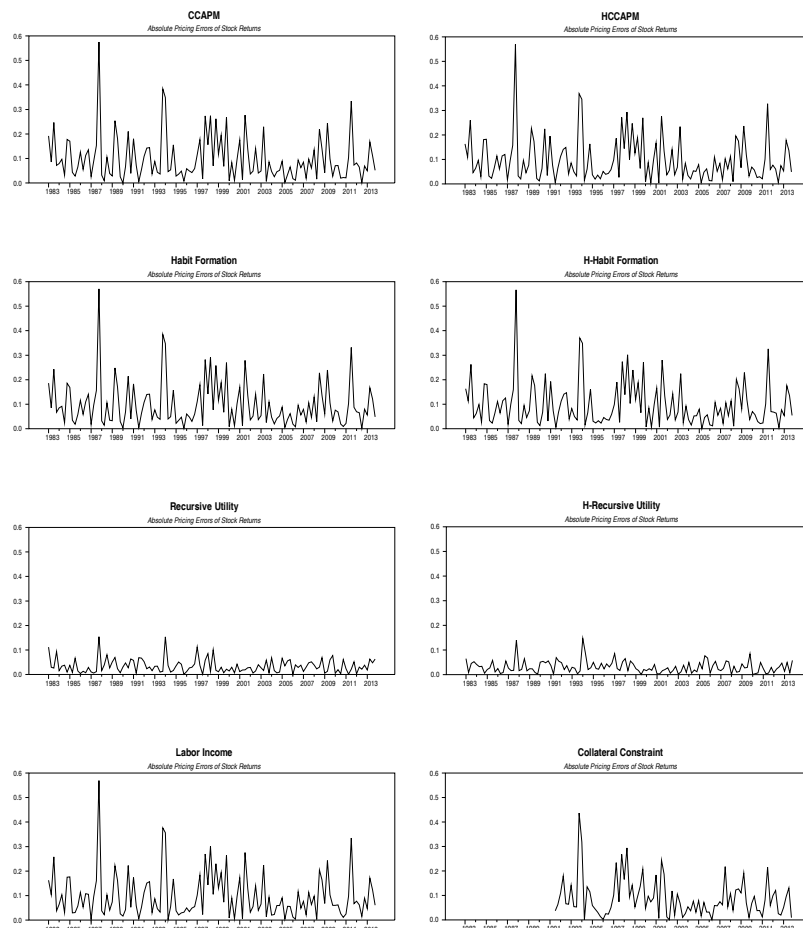 CCAPM
Absolute Pricing Errors of Stock Returns
0.6
0.5
0.4
0.3
0.2
0.1
0.0
1983 1985 1987 1989 1991 1993 1995 1997 1999 2001 2003 2005 2007 2009 2011 2013
HCCAPM
Absolute Pricing Errors of Stock Returns
0.6
0.5
0.4
0.3
0.2
0.1
0.0
1983 1985 1987 1989 1991 1993 1995 1997 1999 2001 2003 2005 2007 2009 2011 2013
Habit Formation
Absolute Pricing Errors of Stock Returns
0.6
0.5
0.4
0.3
0.2
0.1
0.0
1983 1985 1987 1989 1991 1993 1995 1997 1999 2001 2003 2005 2007 2009 2011 2013
H-Habit Formation
Absolute Pricing Errors of Stock Returns
0.6
0.5
0.4
0.3
0.2
0.1
0.0
1983 1985 1987 1989 1991 1993 1995 1997 1999 2001 2003 2005 2007 2009 2011 2013
Recursive Utility
Absolute Pricing Errors of Stock Returns
0.6
0.5
0.4
0.3
0.2
0.1
0.0
1983 1985 1987 1989 1991 1993 1995 1997 1999 2001 2003 2005 2007 2009 2011 2013
H-Recursive Utility
Absolute Pricing Errors of Stock Returns
0.6
0.5
0.4
0.3
0.2
0.1
0.0
1983 1985 1987 1989 1991 1993 1995 1997 1999 2001 2003 2005 2007 2009 2011 2013
Labor Income
Absolute Pricing Errors of Stock Returns
0.6
0.5
0.4
0.3
0.2
0.1
0.0
Collateral Constraint
Absolute Pricing Errors of Stock Returns
0.6
0.5
0.4
0.3
0.2
0.1
0.0